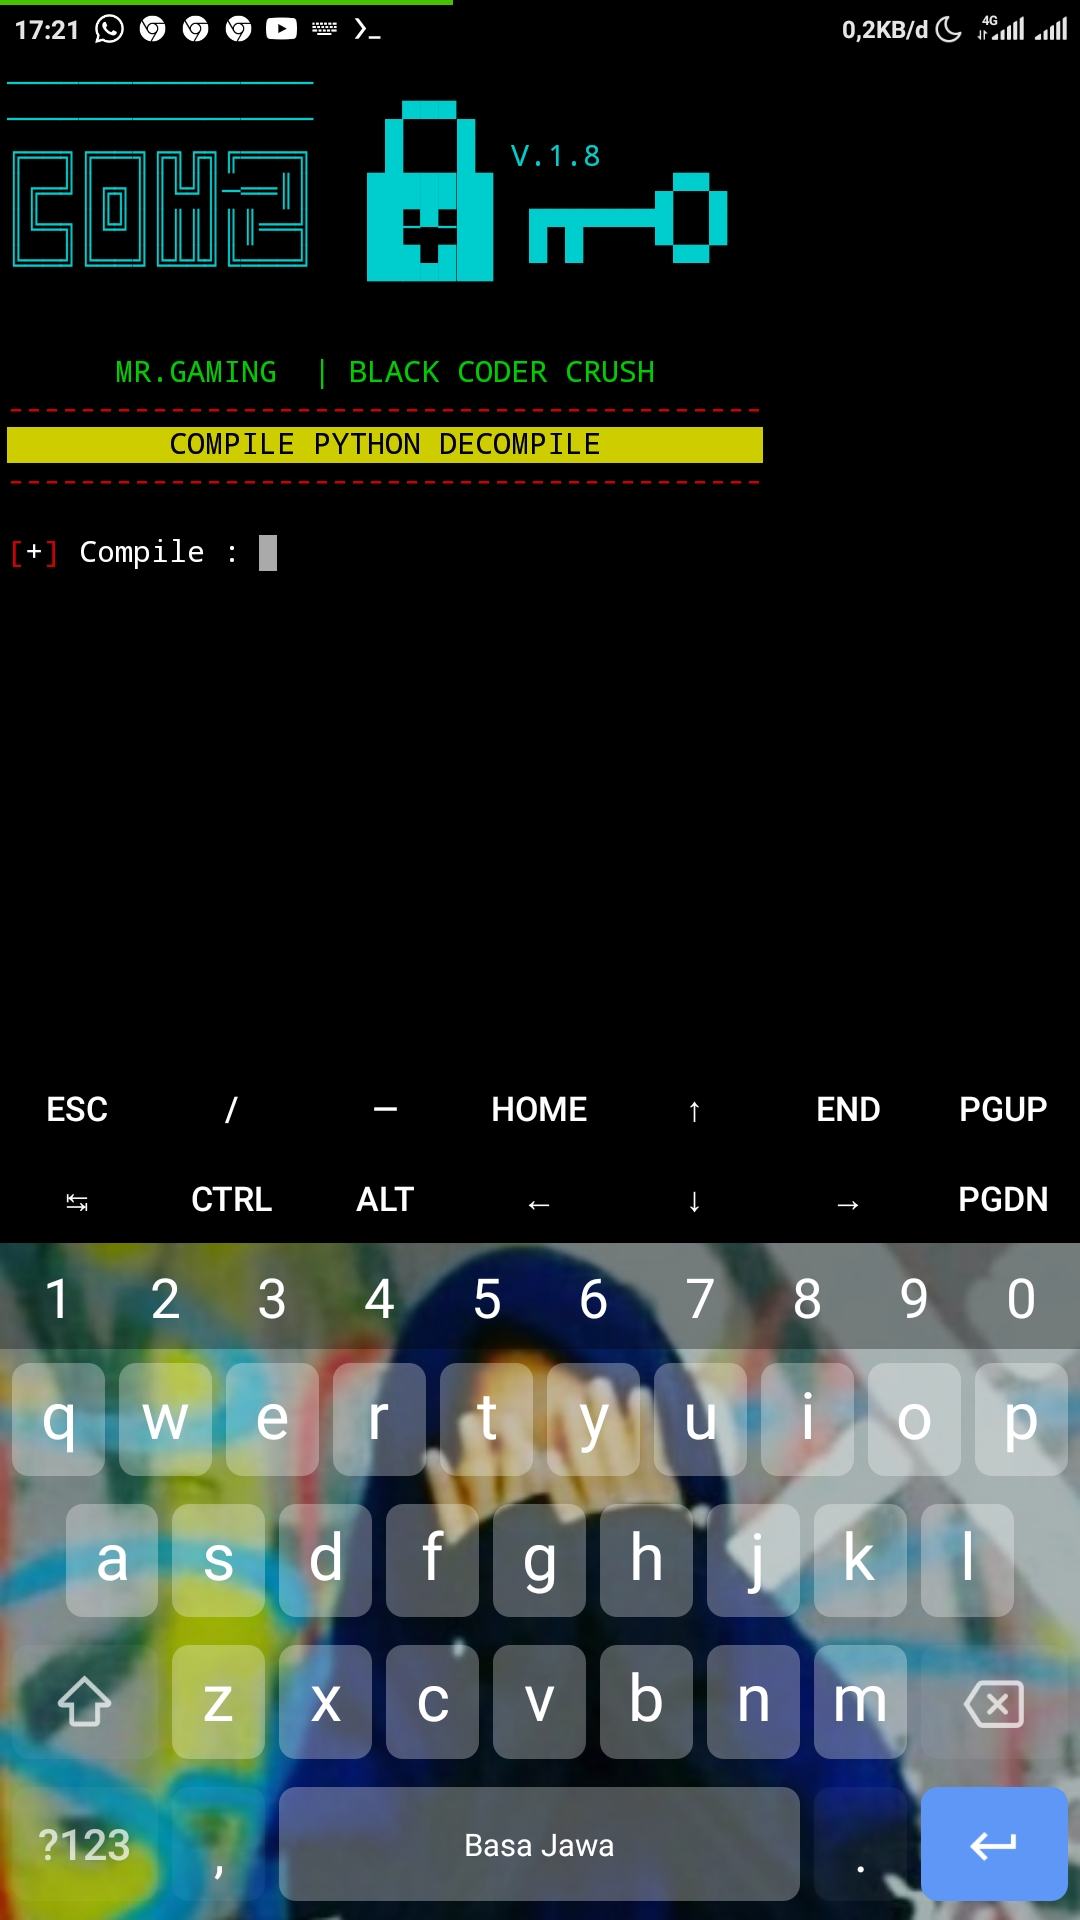 17:21 0,2KB/d 4G
V.1.8
MR.GAMING | BLACK CODER CRUSH
----------------------------------------
COMPILE PYTHON DECOMPILE
----------------------------------------
[+] Compile :
ESC / — HOME ↑ END PGUP
↹ CTRL ALT ← ↓ → PGDN
1 2 3 4 5 6 7 8 9 0
q w e r t y u i o p
a s d f g h j k l
z x c v b n m
?123 , Basa Jawa .